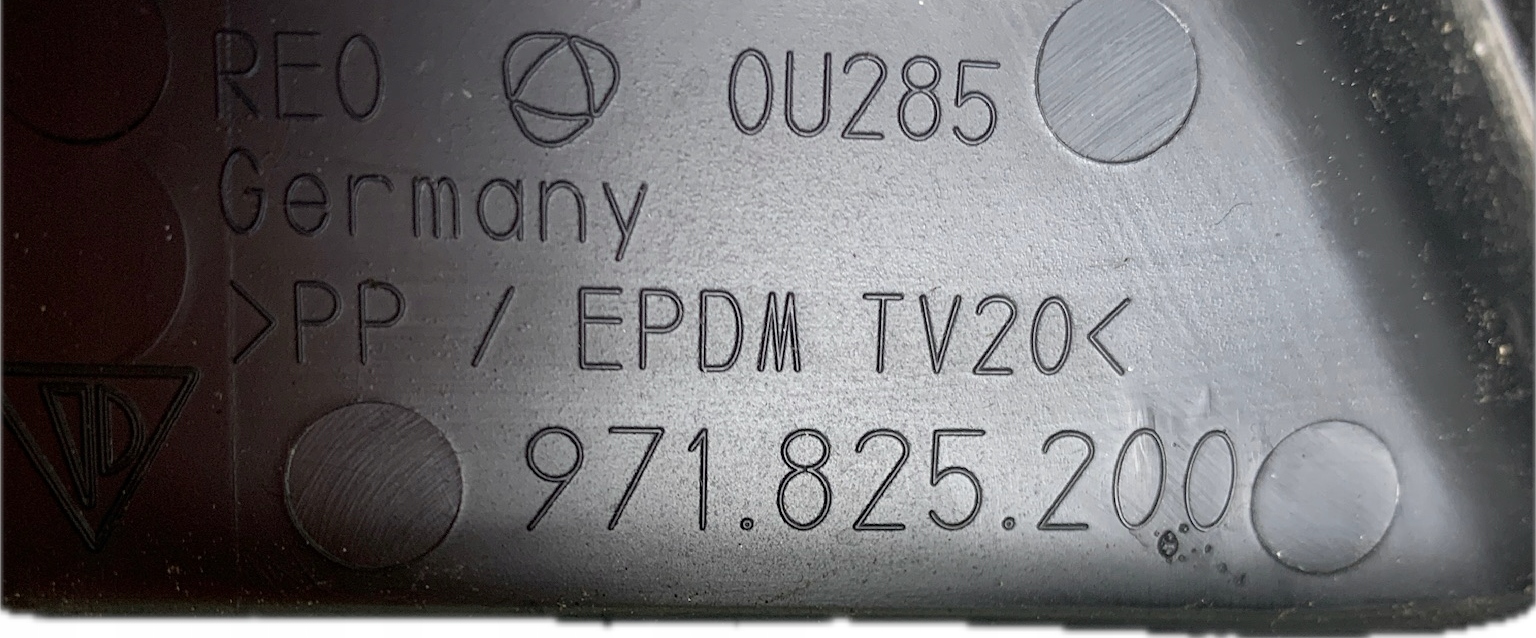 REO 0U285
Germany
>PP / EPDM TV20<
971.825.200